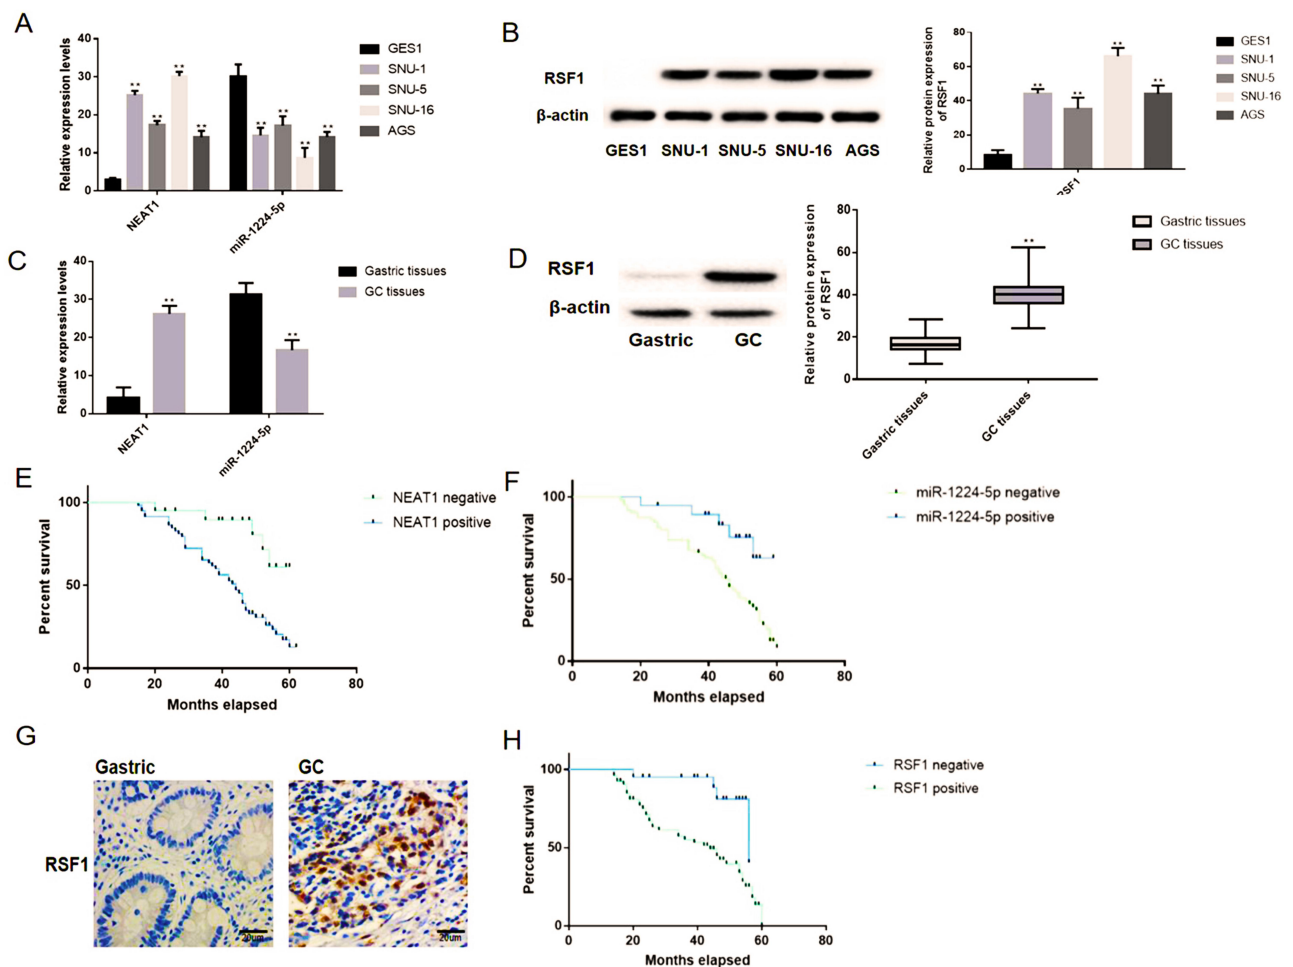 A
Relative expression levels
40
30
20
10
0
**
**
**
**
**
**
**
**
NEAT1
miR-1224-5p
GES1
SNU-1
SNU-5
SNU-16
AGS
B
RSF1
β-actin
GES1 SNU-1 SNU-5 SNU-16 AGS
Relative protein expression
of RSF1
80
60
40
20
0
**
**
**
**
RSF1
GES1
SNU-1
SNU-5
SNU-16
AGS
C
Relative expression levels
40
30
20
10
0
**
**
NEAT1
miR-1224-5p
Gastric tissues
GC tissues
D
RSF1
β-actin
Gastric GC
Relative protein expression
of RSF1
80
60
40
20
0
**
Gastric tissues
GC tissues
Gastric tissues
GC tissues
E
Percent survival
100
50
0
0 20 40 60 80
Months elapsed
NEAT1 negative
NEAT1 positive
F
Percent survival
100
50
0
0 20 40 60 80
Months elapsed
miR-1224-5p negative
miR-1224-5p positive
G
Gastric GC
RSF1
20um
20um
H
Percent survival
100
50
0
0 20 40 60 80
Months elapsed
RSF1 negative
RSF1 positive